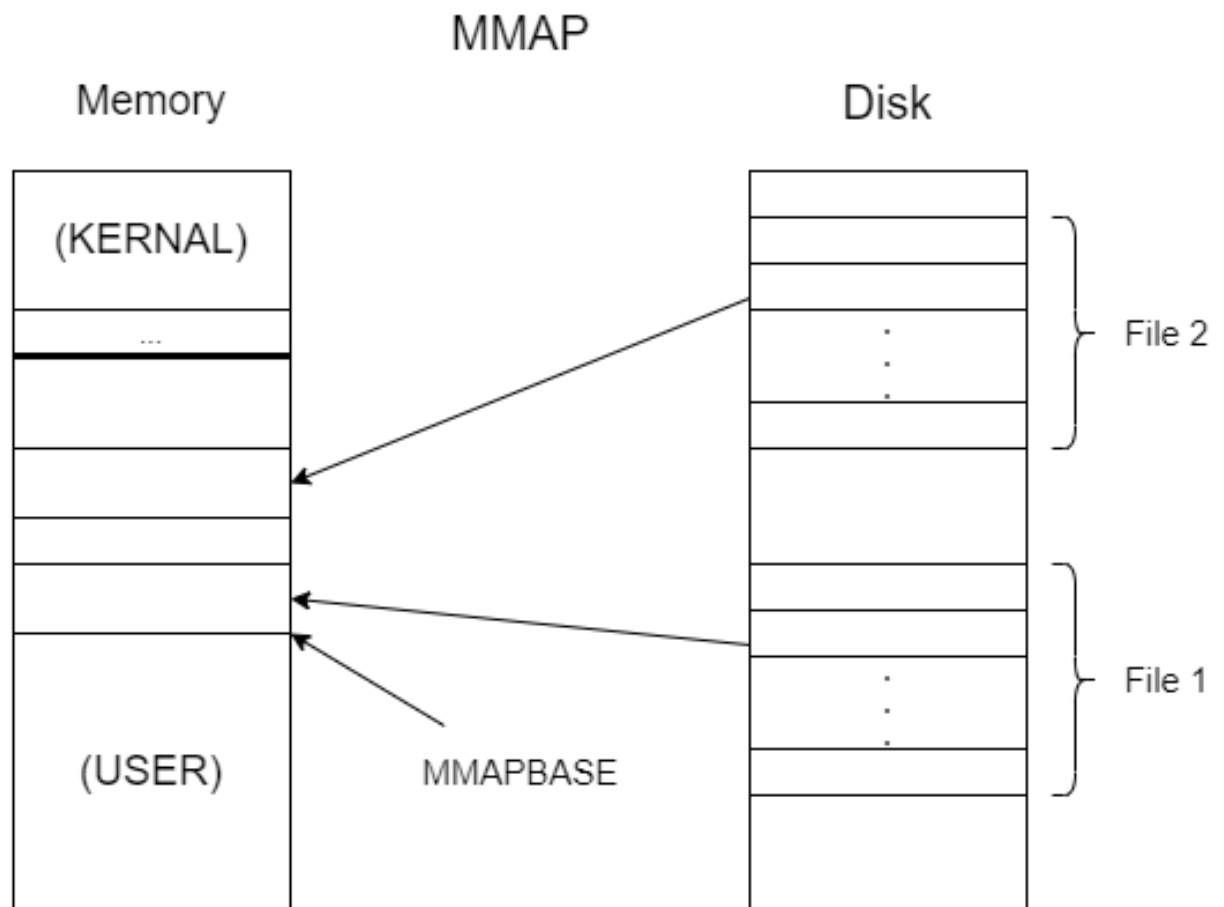 MMAP
Memory
Disk
(KERNAL)
...
.
.
.
File 2
.
.
.
File 1
(USER)
MMAPBASE